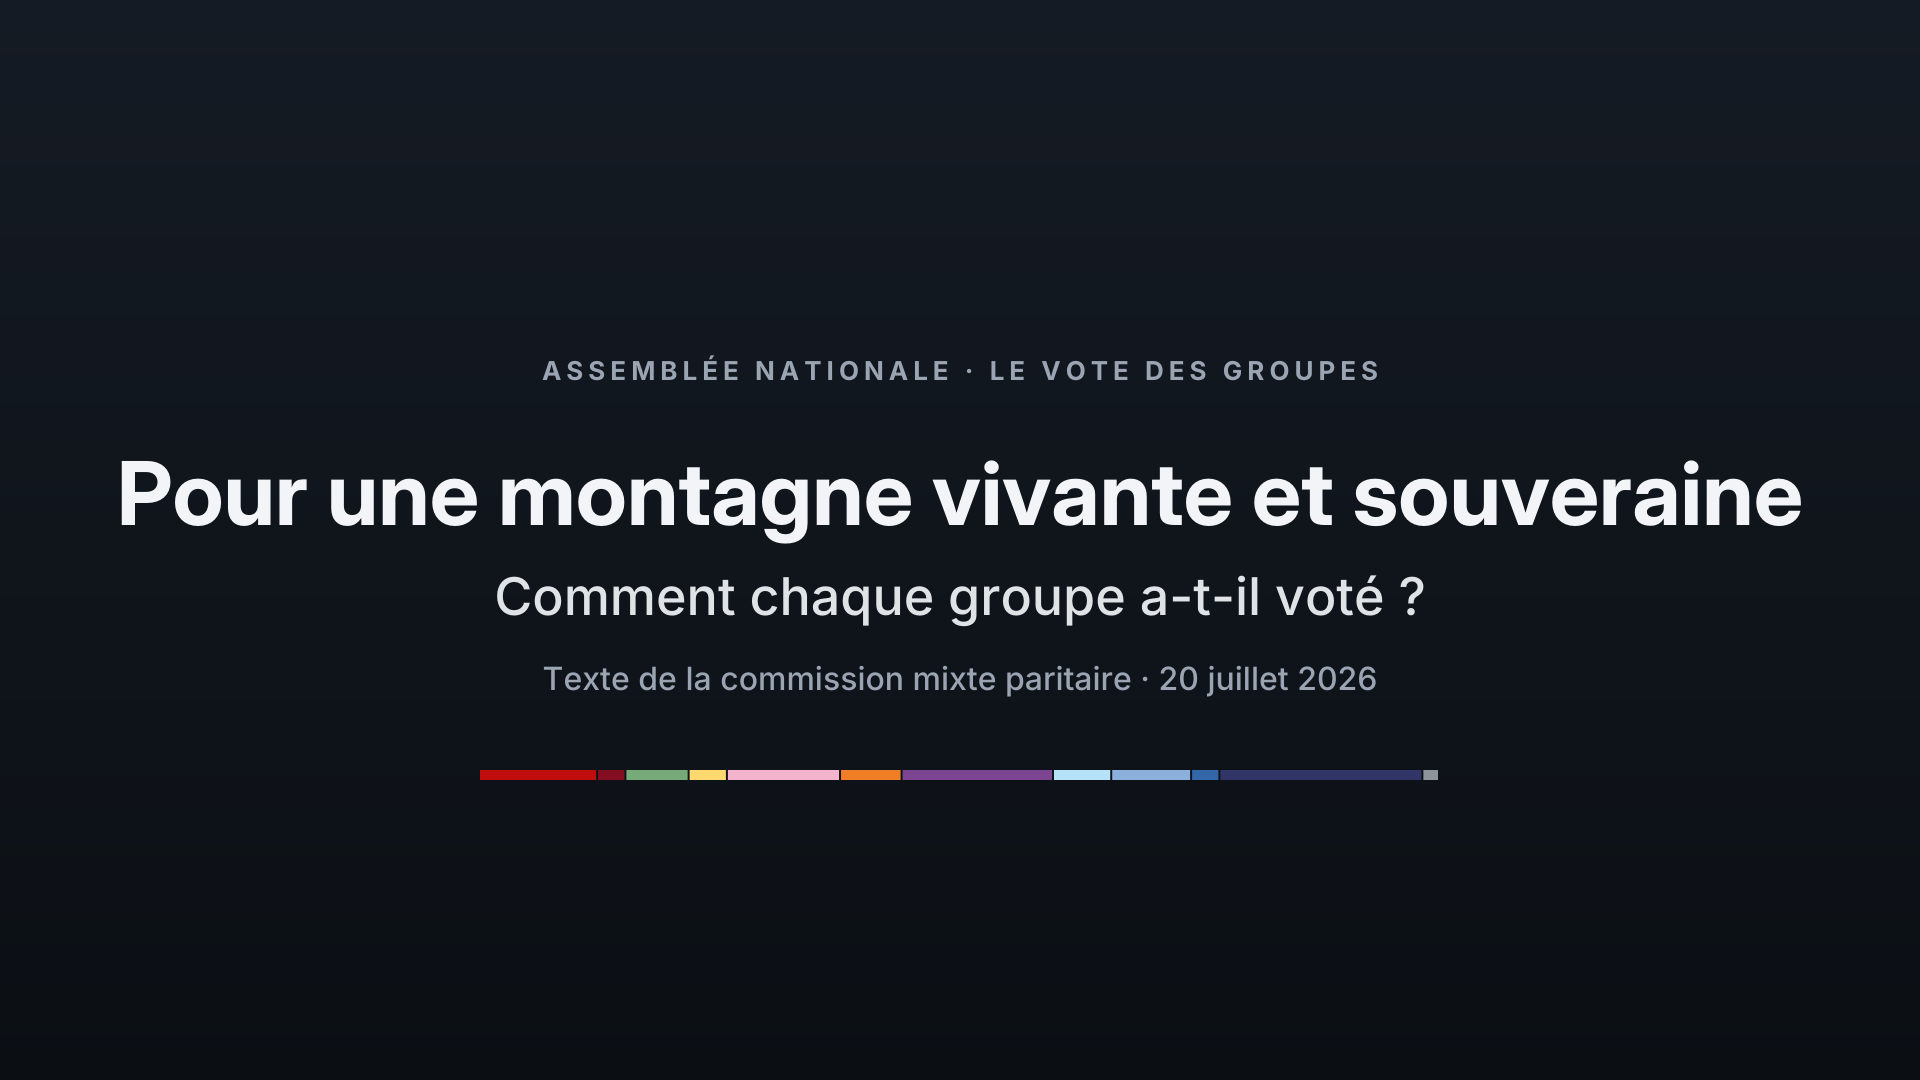 ASSEMBLÉE NATIONALE · LE VOTE DES GROUPES
Pour une montagne vivante et souveraine
Comment chaque groupe a-t-il voté ?
Texte de la commission mixte paritaire · 20 juillet 2026